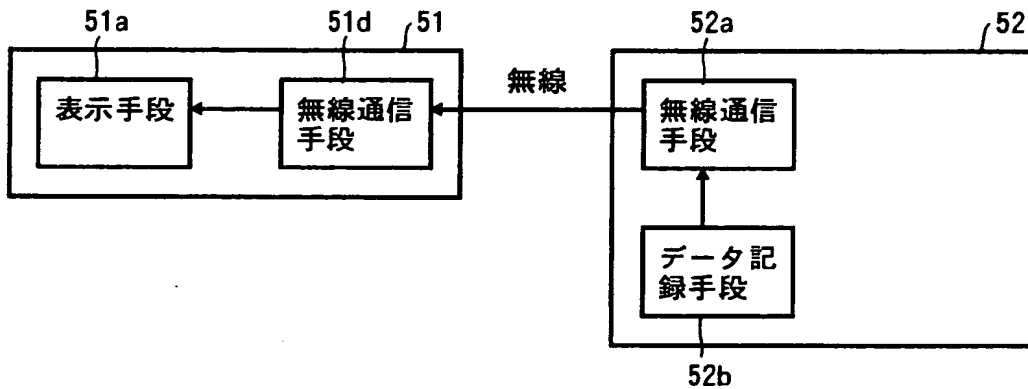 51a
51d
51
52a
52
表示手段
無線通信
手段
無線
無線通信
手段
データ記
録手段
52b